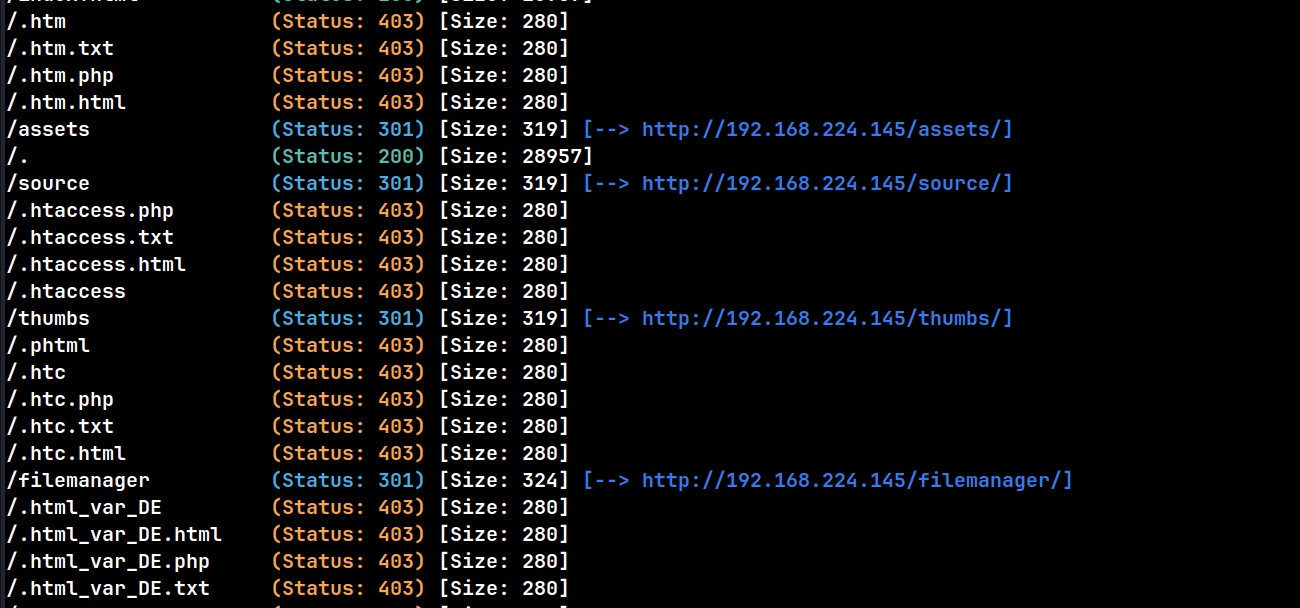 /.htm (Status: 403) [Size: 280]
/.htm.txt (Status: 403) [Size: 280]
/.htm.php (Status: 403) [Size: 280]
/.htm.html (Status: 403) [Size: 280]
/assets (Status: 301) [Size: 319] [--> http://192.168.224.145/assets/]
/. (Status: 200) [Size: 28957]
/source (Status: 301) [Size: 319] [--> http://192.168.224.145/source/]
/.htaccess.php (Status: 403) [Size: 280]
/.htaccess.txt (Status: 403) [Size: 280]
/.htaccess.html (Status: 403) [Size: 280]
/.htaccess (Status: 403) [Size: 280]
/thumbs (Status: 301) [Size: 319] [--> http://192.168.224.145/thumbs/]
/.phtml (Status: 403) [Size: 280]
/.htc (Status: 403) [Size: 280]
/.htc.php (Status: 403) [Size: 280]
/.htc.txt (Status: 403) [Size: 280]
/.htc.html (Status: 403) [Size: 280]
/filemanager (Status: 301) [Size: 324] [--> http://192.168.224.145/filemanager/]
/.html_var_DE (Status: 403) [Size: 280]
/.html_var_DE.html (Status: 403) [Size: 280]
/.html_var_DE.php (Status: 403) [Size: 280]
/.html_var_DE.txt (Status: 403) [Size: 280]